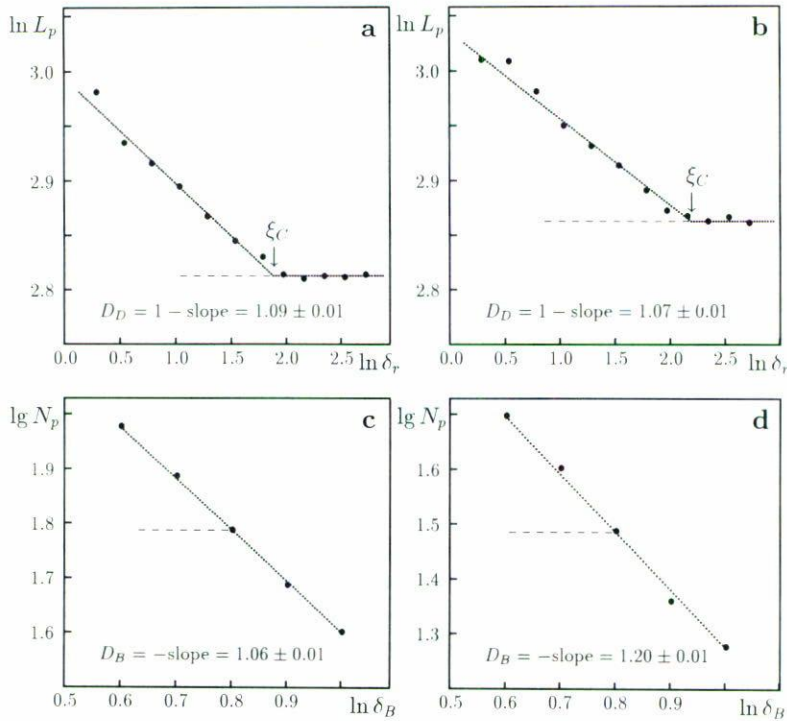 ln L_p
a
3.0
2.9
2.8
ξ_C
↓
D_D = 1 − slope = 1.09 ± 0.01
0.0 0.5 1.0 1.5 2.0 2.5 ln δ_r
ln L_p
b
3.0
2.9
2.8
ξ_C
↓
D_D = 1 − slope = 1.07 ± 0.01
0.0 0.5 1.0 1.5 2.0 2.5 ln δ_r
lg N_p
c
1.9
1.8
1.7
1.6
D_B = −slope = 1.06 ± 0.01
0.5 0.6 0.7 0.8 0.9 ln δ_B
lg N_p
d
1.6
1.5
1.4
1.3
D_B = −slope = 1.20 ± 0.01
0.5 0.6 0.7 0.8 0.9 ln δ_B